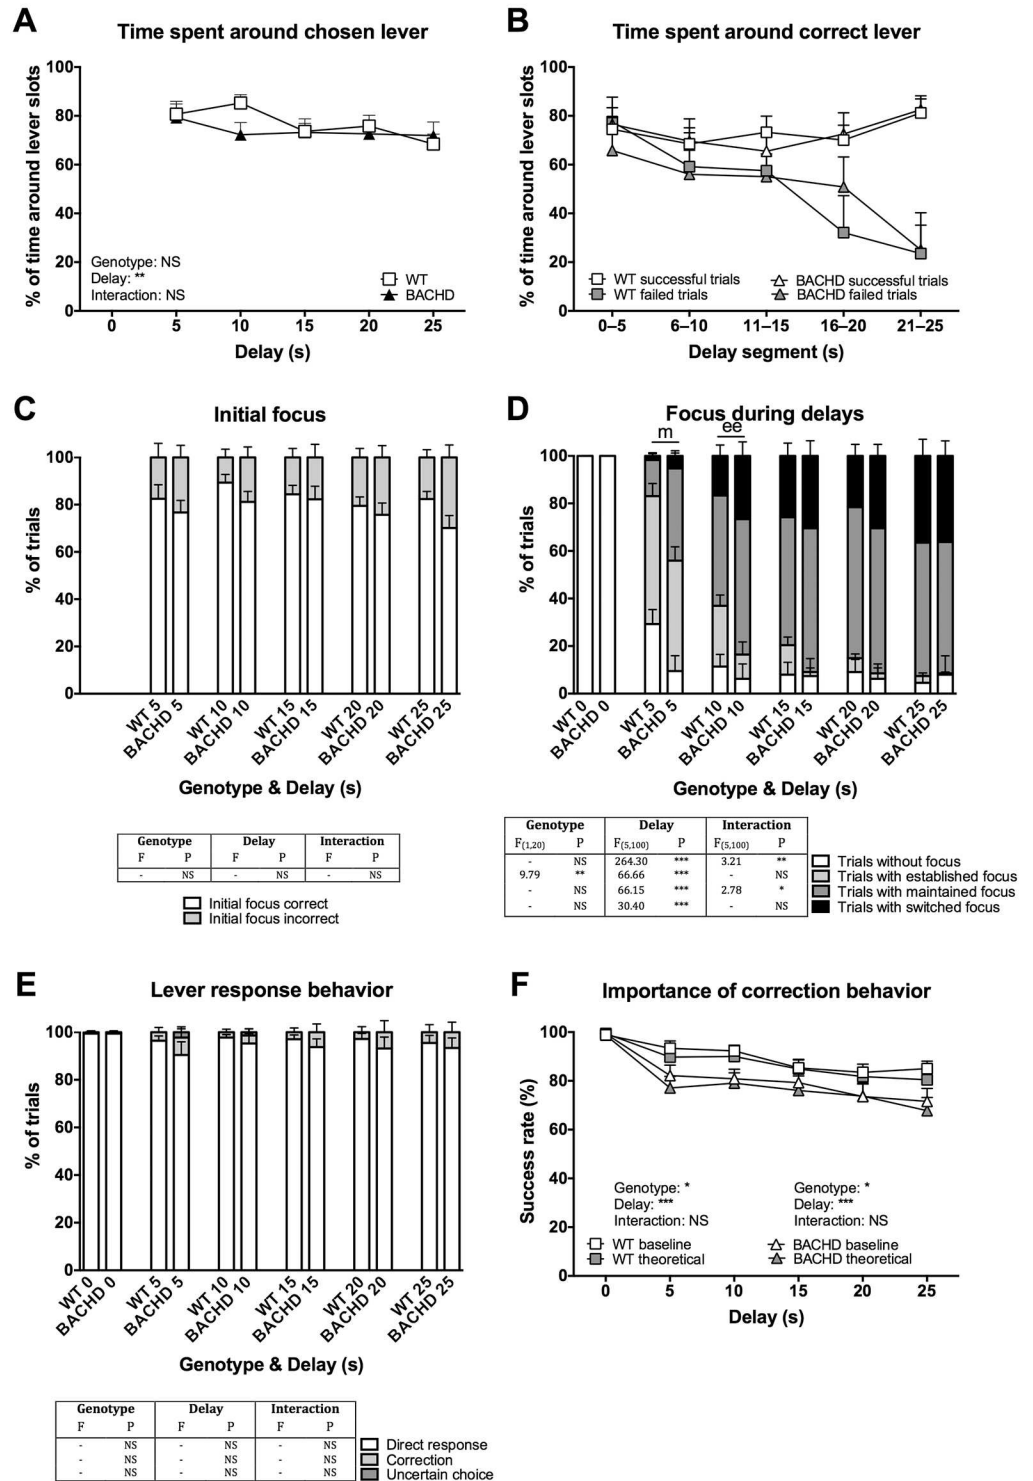 A
Time spent around chosen lever
% of time around lever slots
100
80
60
40
20
0
Genotype: NS
Delay: **
Interaction: NS
WT
BACHD
0 5 10 15 20 25
Delay (s)
B
Time spent around correct lever
% of time around lever slots
100
80
60
40
20
0
WT successful trials
WT failed trials
BACHD successful trials
BACHD failed trials
0–5 6–10 11–15 16–20 21–25
Delay segment (s)
C
Initial focus
% of trials
100
80
60
40
20
0
WT 5
BACHD 5
WT 10
BACHD 10
WT 15
BACHD 15
WT 20
BACHD 20
WT 25
BACHD 25
Genotype & Delay (s)
Genotype Delay Interaction
F P F P F P
- NS - NS - NS
Initial focus correct
Initial focus incorrect
D
Focus during delays
m ee
% of trials
100
80
60
40
20
0
WT 0
BACHD 0
WT 5
BACHD 5
WT 10
BACHD 10
WT 15
BACHD 15
WT 20
BACHD 20
WT 25
BACHD 25
Genotype & Delay (s)
Genotype Delay Interaction
F(1,20) P F(5,100) P F(5,100) P
- NS 264.30 *** 3.21 **
9.79 ** 66.66 *** - NS
- NS 66.15 *** 2.78 *
- NS 30.40 *** - NS
Trials without focus
Trials with established focus
Trials with maintained focus
Trials with switched focus
E
Lever response behavior
% of trials
100
80
60
40
20
0
WT 0
BACHD 0
WT 5
BACHD 5
WT 10
BACHD 10
WT 15
BACHD 15
WT 20
BACHD 20
WT 25
BACHD 25
Genotype & Delay (s)
Genotype Delay Interaction
F P F P F P
- NS - NS - NS
- NS - NS - NS
- NS - NS - NS
Direct response
Correction
Uncertain choice
F
Importance of correction behavior
Success rate (%)
100
80
60
40
20
0
Genotype: *
Delay: ***
Interaction: NS
WT baseline
WT theoretical
Genotype: *
Delay: ***
Interaction: NS
BACHD baseline
BACHD theoretical
0 5 10 15 20 25
Delay (s)